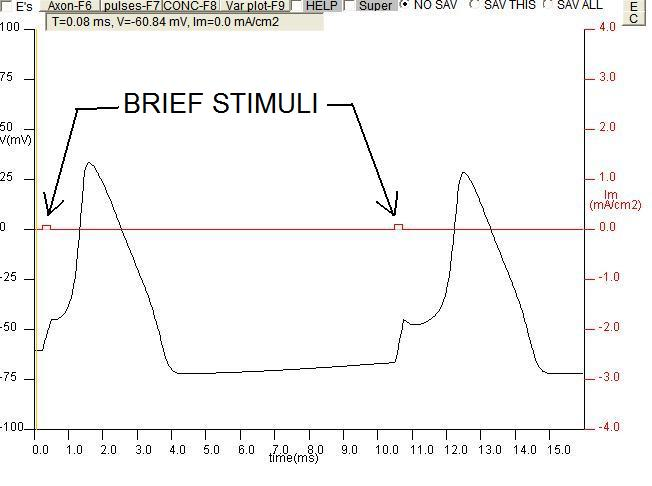 E's Axon-F6 pulses-F7 CONC-F8 Var plot-F9 HELP Super NO SAV SAV THIS SAV ALL E
C
T=0.08 ms, V=-60.84 mV, Im=0.0 mA/cm2
100 4.0
75 3.0
BRIEF STIMULI
50 2.0
V(mV)
25 1.0
Im
(mA/cm2)
0 0.0
-25 -1.0
-50 -2.0
-75 -3.0
-100 -4.0
0.0 1.0 2.0 3.0 4.0 5.0 6.0 7.0 8.0 9.0 10.0 11.0 12.0 13.0 14.0 15.0
time(ms)